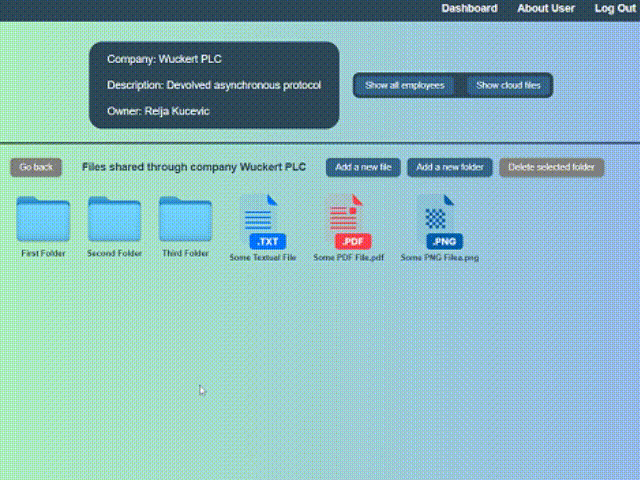 Dashboard About User Log Out
Company: Wuckert PLC
Description: Devolved asynchronous protocol
Owner: Relja Kucevic
Show all employees Show cloud files
Go back Files shared through company Wuckert PLC Add a new file Add a new folder Delete selected folder
.TXT .PDF .PNG
First Folder Second Folder Third Folder Some Textual File Some PDF File.pdf Some PNG Filea.png